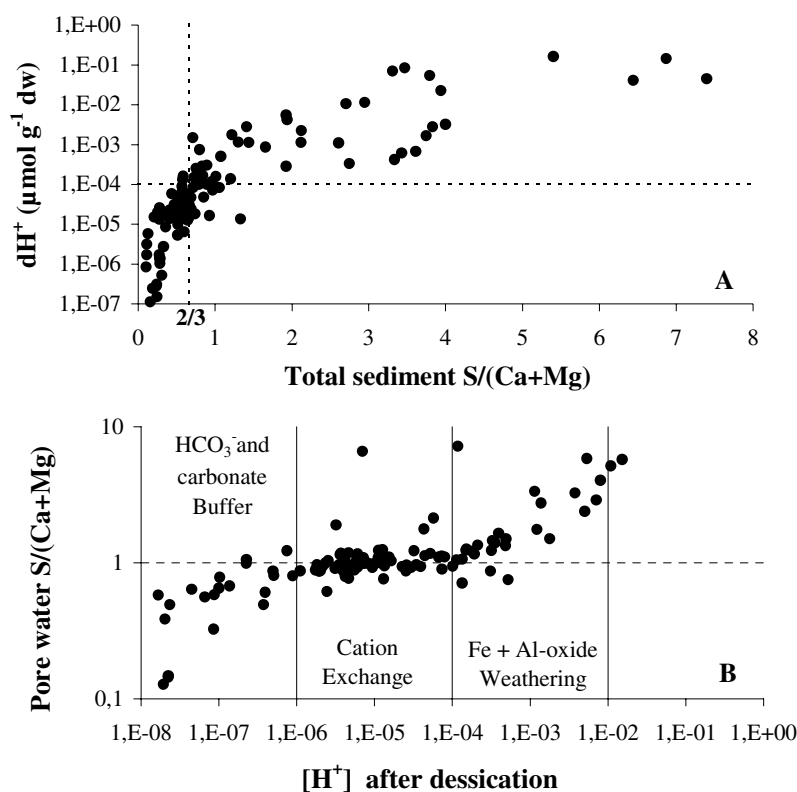 1,E+00
1,E-01
1,E-02
1,E-03
1,E-04
1,E-05
1,E-06
1,E-07
dH+ (µmol g-1 dw)
A
2/3
0 1 2 3 4 5 6 7 8
Total sediment S/(Ca+Mg)
10
1
0,1
Pore water S/(Ca+Mg)
HCO3- and
carbonate
Buffer
Cation
Exchange
Fe + Al-oxide
Weathering
B
1,E-08 1,E-07 1,E-06 1,E-05 1,E-04 1,E-03 1,E-02 1,E-01 1,E+00
[H+] after dessication